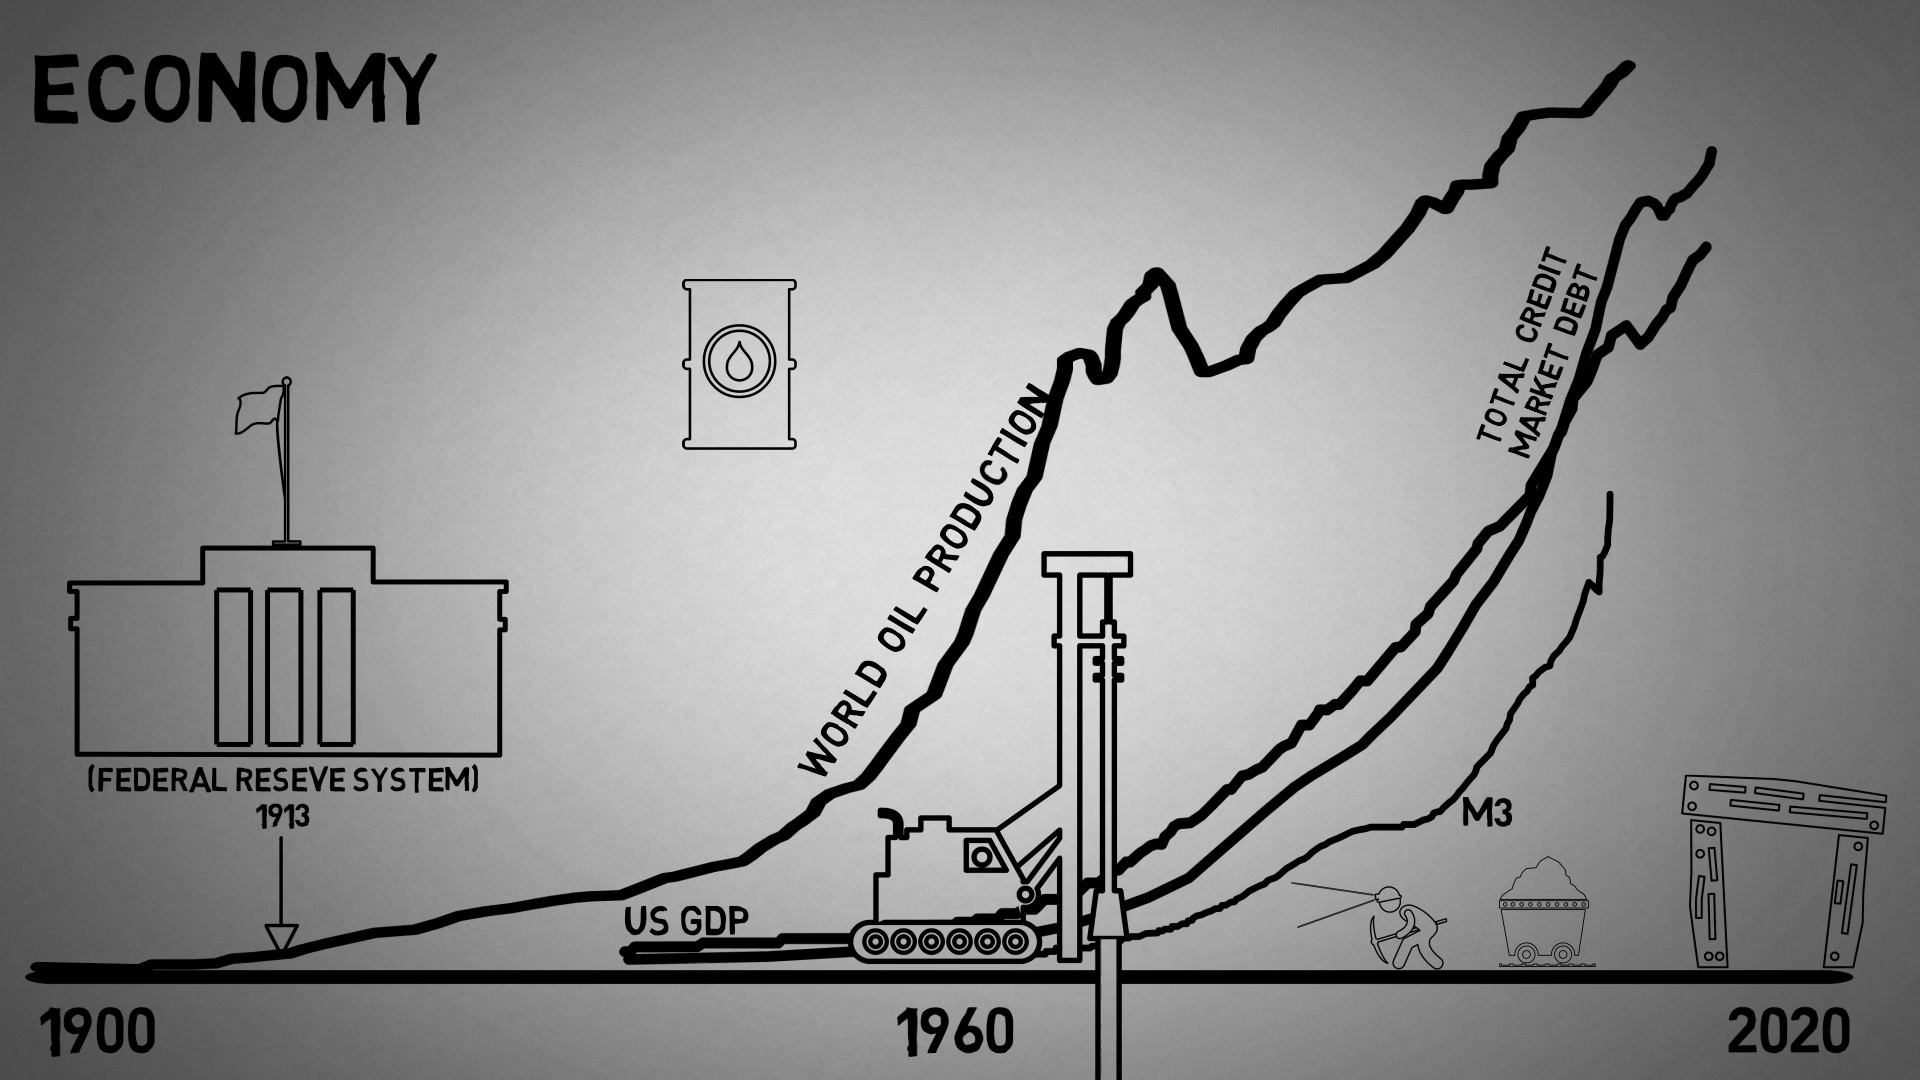 ECONOMY
TOTAL CREDIT
MARKET DEBT
WORLD OIL PRODUCTION
(FEDERAL RESEVE SYSTEM)
1913
M3
US GDP
1900
1960
2020